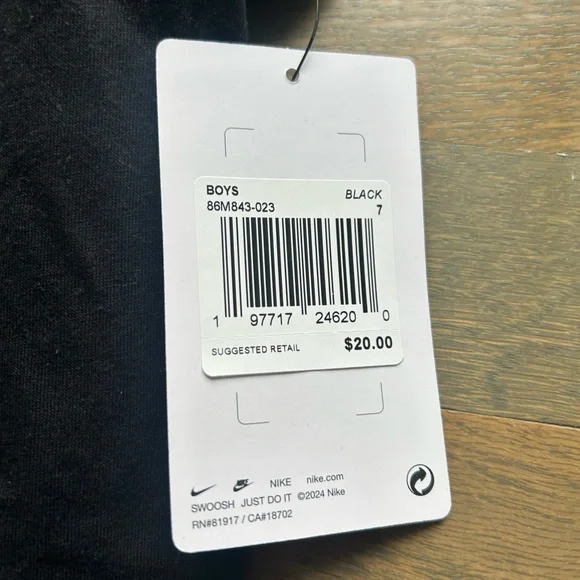 BOYS BLACK
86M843-023 7
1 97717 24620 0
SUGGESTED RETAIL $20.00
NIKE nike.com
SWOOSH JUST DO IT ©2024 Nike
RN#81917 / CA#18702